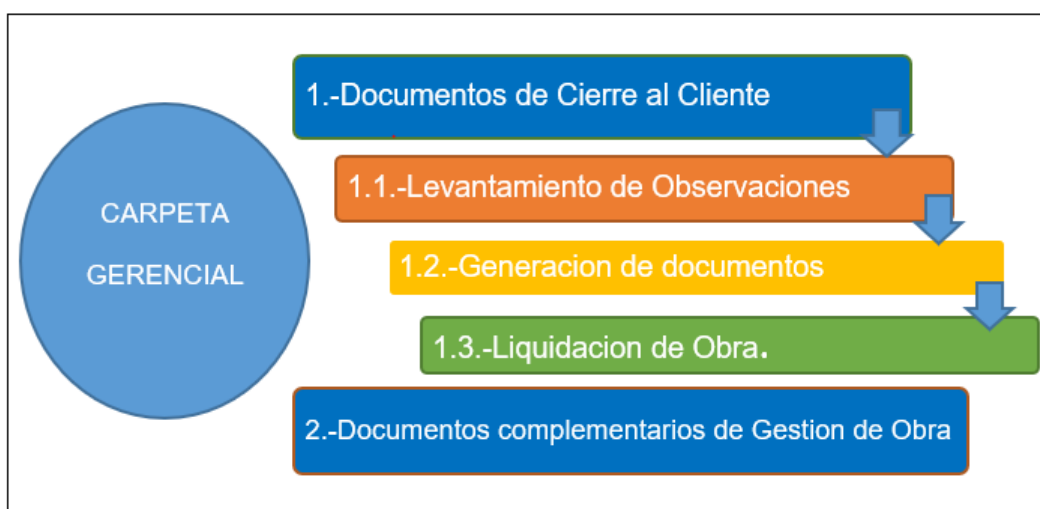 CARPETA
GERENCIAL
1.-Documentos de Cierre al Cliente
1.1.-Levantamiento de Observaciones
1.2.-Generacion de documentos
1.3.-Liquidacion de Obra.
2.-Documentos complementarios de Gestion de Obra